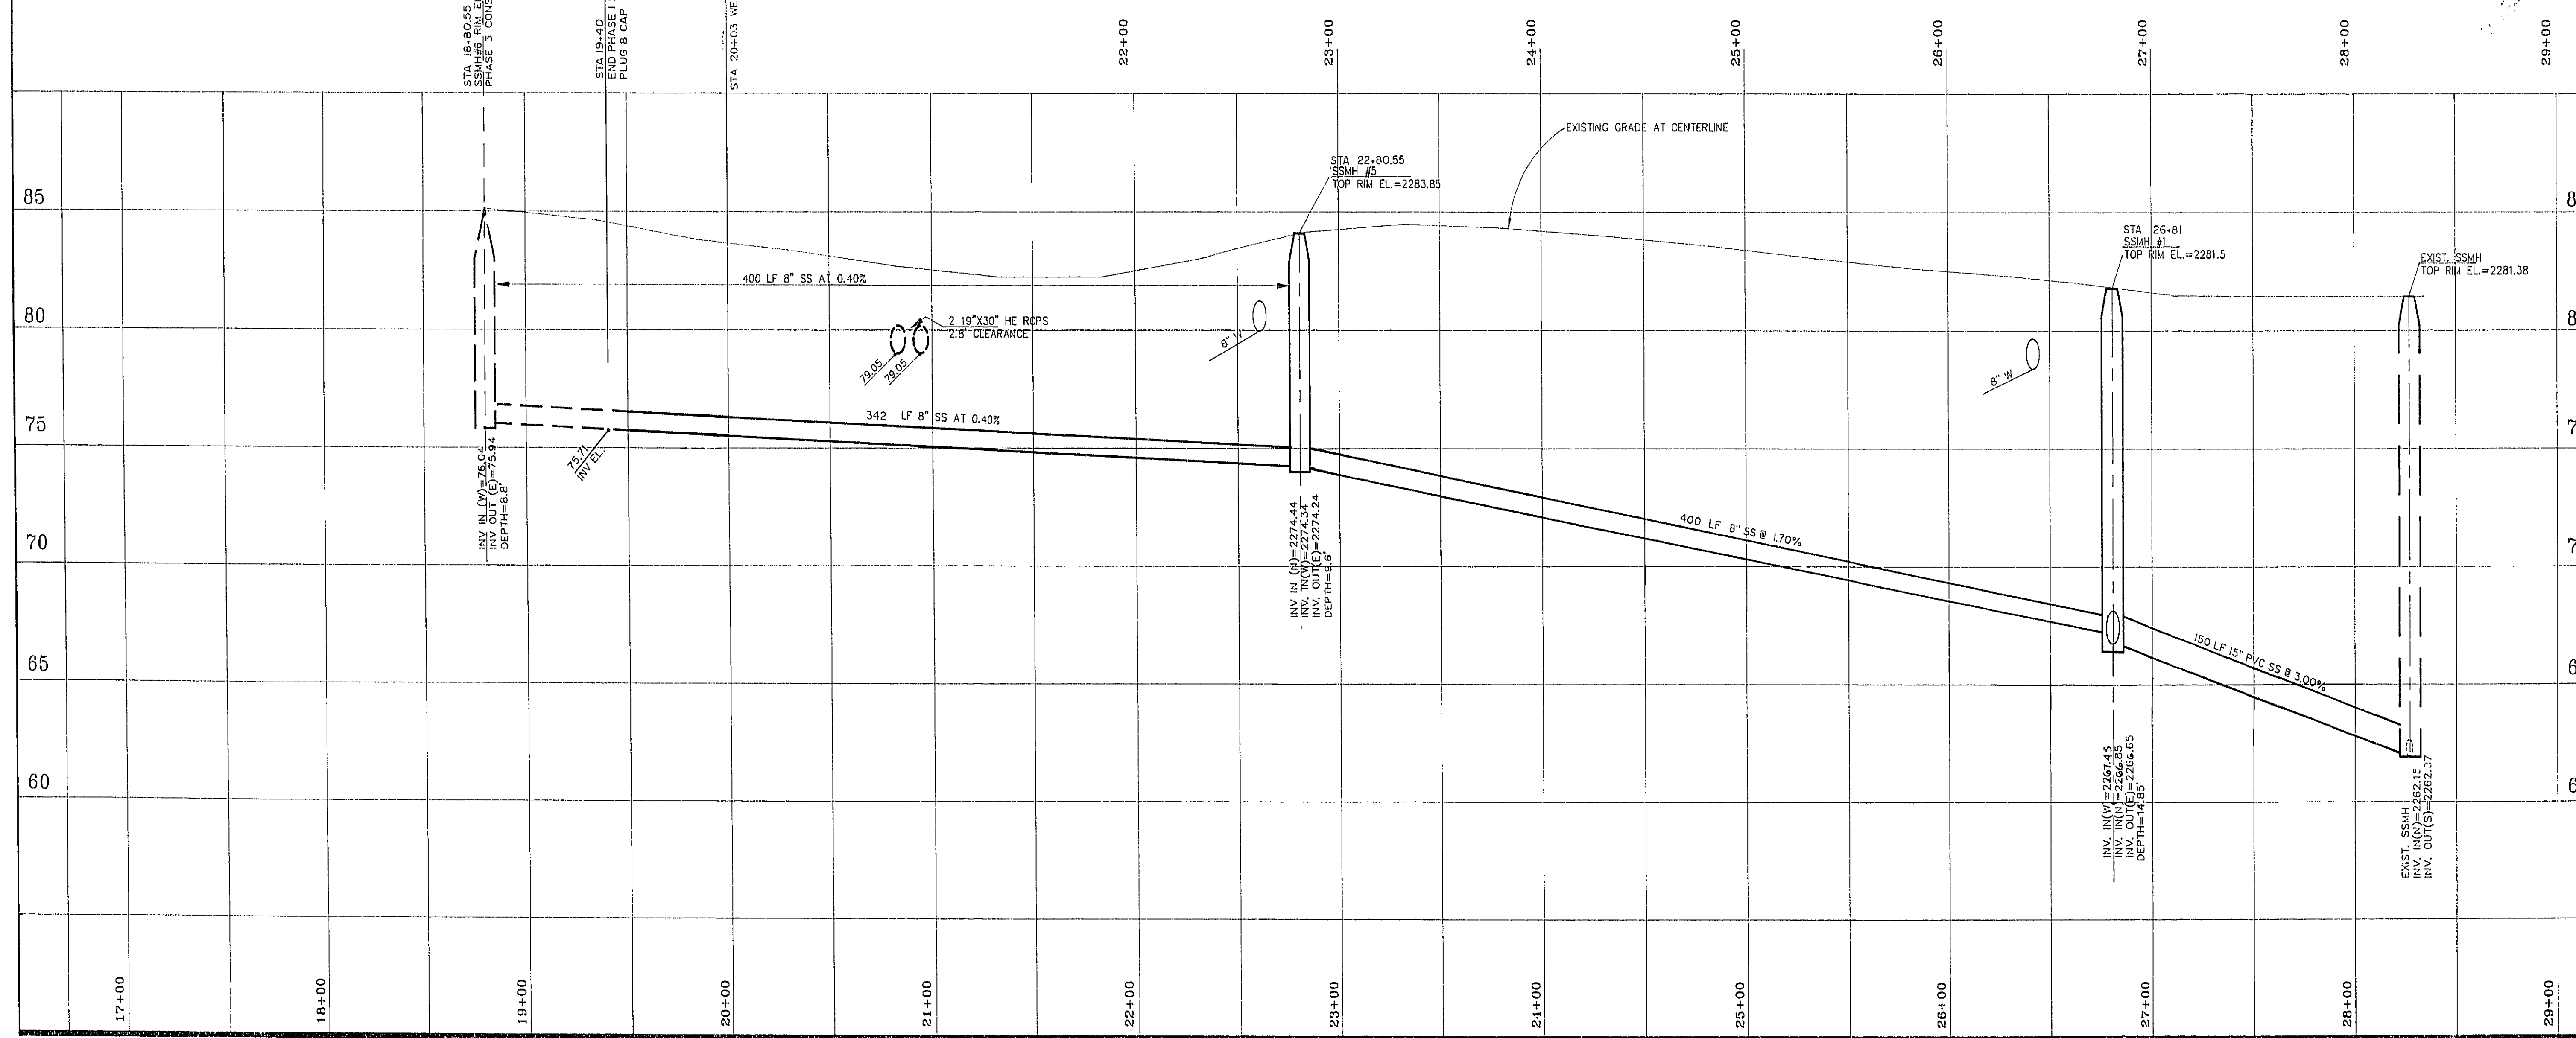 STA 18+80.55
SSMH#6 RIM
PHASE 3
STA 19+40
END PHASE 1
PLUG & CAP
STA 20+03
22+00
23+00
24+00
25+00
26+00
27+00
28+00
29+00
EXISTING GRADE AT CENTERLINE
STA 22+80.55
SSMH #5
TOP RIM EL.=2283.85
STA 26+81
SSMH #1
TOP RIM EL.=2281.5
EXIST. SSMH
TOP RIM EL.=2281.38
85
80
75
70
65
60
400 LF 8" SS AT 0.40%
2 19"X30" HE RCPS
2.8' CLEARANCE
79.05
79.05
8" W
8" W
342 LF 8" SS AT 0.40%
75.71
INV EL.
INV IN (W)=76.04
INV OUT (E)=75.94
DEPTH=8.8'
INV IN (N)=2274.44
INV. IN(W)=2274.34
INV. OUT(E)=2274.24
DEPTH=9.6'
400 LF 8" SS @ 1.70%
150 LF 15" PVC SS @ 3.00%
INV. IN(W)=2267.43
INV. IN(N)=2266.85
INV. OUT(E)=2266.65
DEPTH=14.85'
EXIST. SSMH
INV. IN(N)=2262.15
INV. OUT(S)=
17+00
18+00
19+00
20+00
21+00
22+00
23+00
24+00
25+00
26+00
27+00
28+00
29+00